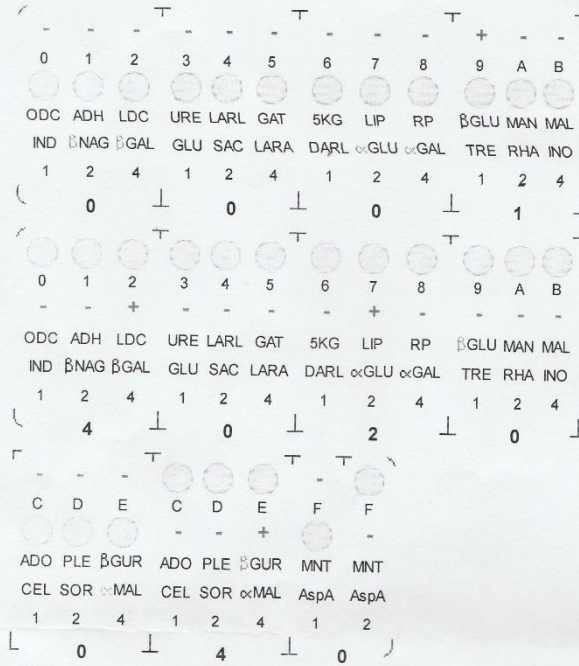 - - - - - - - - - + - -
0 1 2 3 4 5 6 7 8 9 A B
ODC ADH LDC URE LARL GAT 5KG LIP RP βGLU MAN MAL
IND βNAG βGAL GLU SAC LARA DARL αGLU αGAL TRE RHA INO
1 2 4 1 2 4 1 2 4 1 2 4
0 0 0 1
0 1 2 3 4 5 6 7 8 9 A B
- - + - - - - + - - - -
ODC ADH LDC URE LARL GAT 5KG LIP RP βGLU MAN MAL
IND βNAG βGAL GLU SAC LARA DARL αGLU αGAL TRE RHA INO
1 2 4 1 2 4 1 2 4 1 2 4
4 0 2 0
- - - -
C D E C D E F F
- - + -
ADO PLE βGUR ADO PLE βGUR MNT MNT
CEL SOR αMAL CEL SOR αMAL AspA AspA
1 2 4 1 2 4 1 2
0 4 0